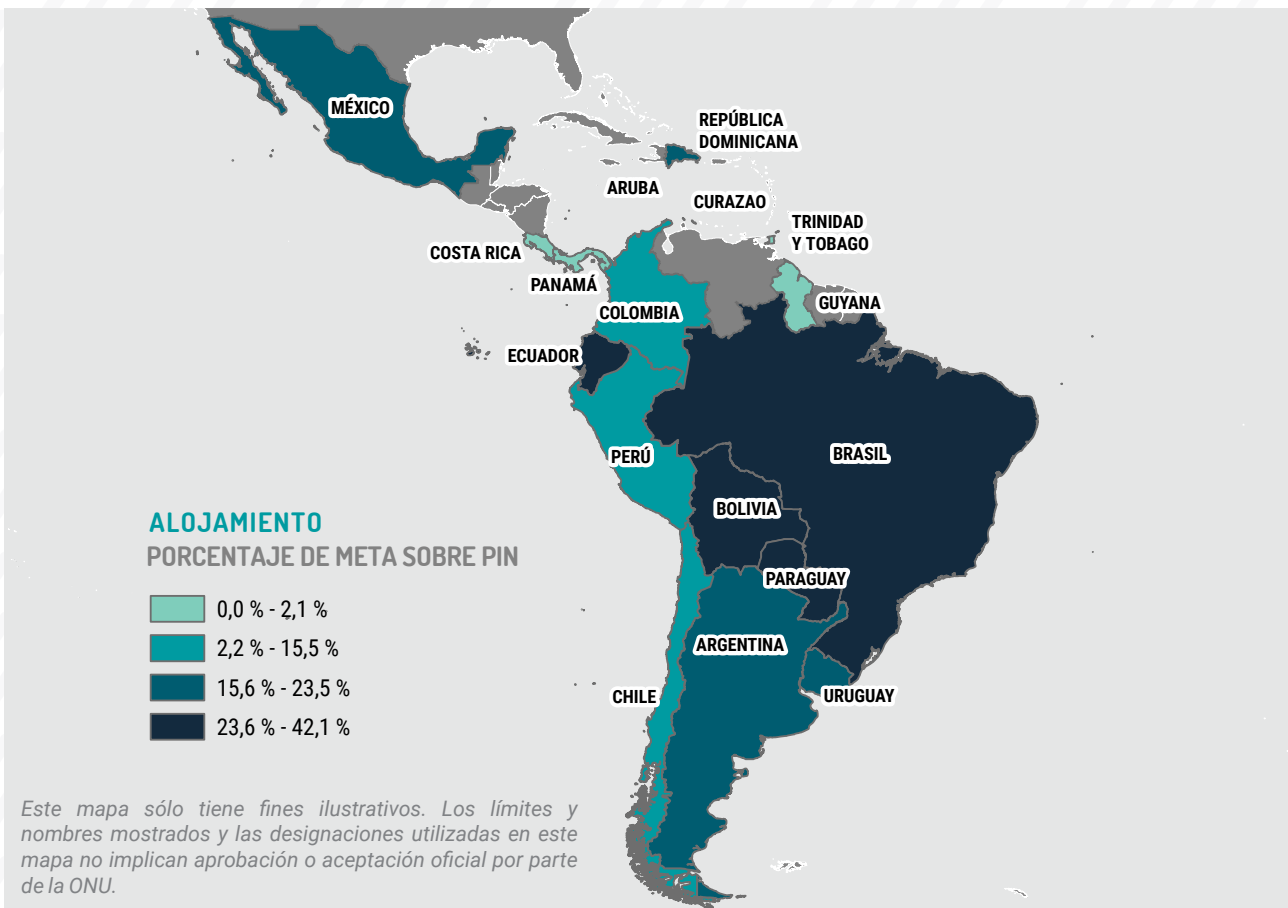 MÉXICO
REPÚBLICA
DOMINICANA
ARUBA
CURAZAO
TRINIDAD
Y TOBAGO
COSTA RICA
PANAMÁ
GUYANA
COLOMBIA
ECUADOR
PERÚ
BRASIL
BOLIVIA
PARAGUAY
ARGENTINA
CHILE
URUGUAY
ALOJAMIENTO
PORCENTAJE DE META SOBRE PIN
0,0 % - 2,1 %
2,2 % - 15,5 %
15,6 % - 23,5 %
23,6 % - 42,1 %
Este mapa sólo tiene fines ilustrativos. Los límites y
nombres mostrados y las designaciones utilizadas en este
mapa no implican aprobación o aceptación oficial por parte
de la ONU.